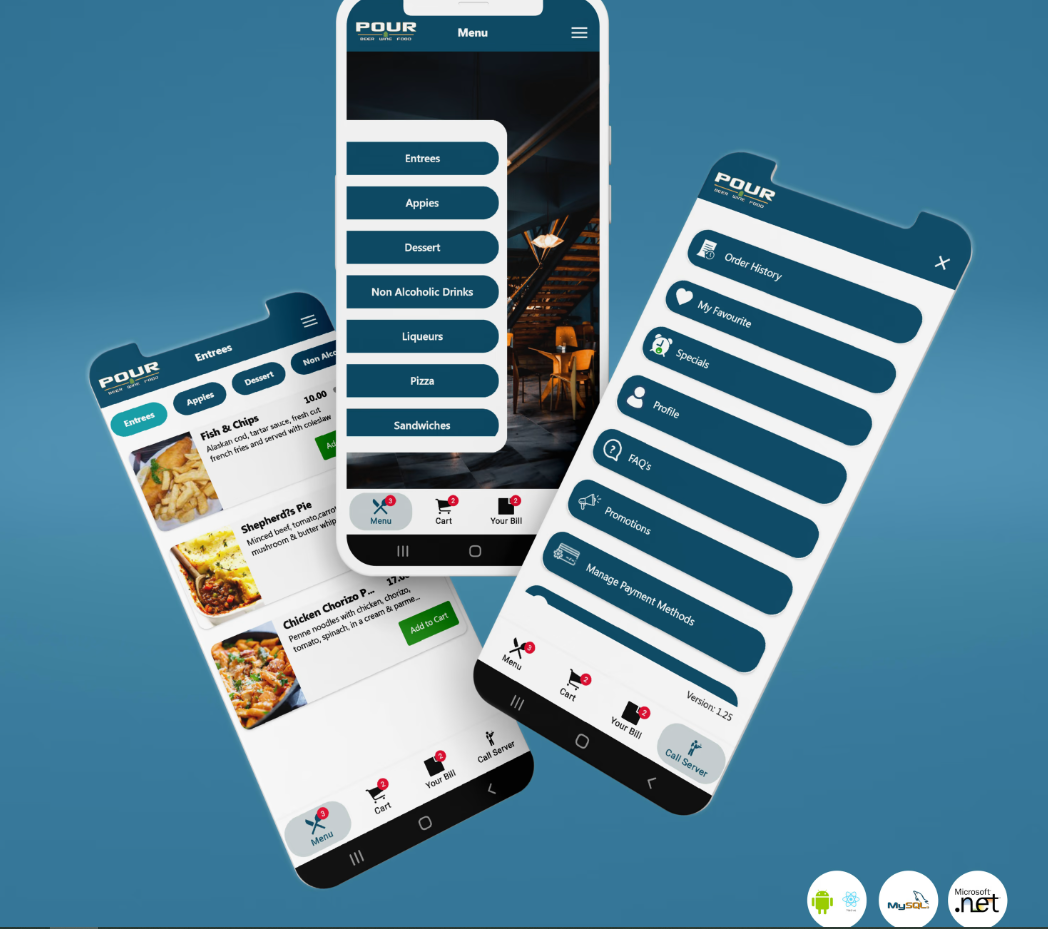 POUR
BEER WINE FOOD
Menu
Entrees
Appies
Dessert
Non Alcoholic Drinks
Liqueurs
Pizza
Sandwiches
3
Menu
2
Cart
2
Your Bill
POUR
BEER WINE FOOD
Entrees
Entrees
Apples
Dessert
Non Alco
Fish & Chips
10.00
Alaskan cod, tartar sauce, fresh cut
french fries and served with coleslaw
Ad
Shepherd?s Pie
Minced beef, tomato,carro
mushroom & butter whip
Chicken Chorizo P...
17.0
Penne noodles with chicken, chorizo,
tomato, spinach, in a cream & parme...
Add to Cart
3
Menu
2
Cart
2
Your Bill
Call Server
POUR
BEER WINE FOOD
Order History
My Favourite
Specials
Profile
FAQ's
Promotions
Manage Payment Methods
Version: 1.25
3
Menu
2
Cart
2
Your Bill
Call Server
MySQL
Microsoft
.net